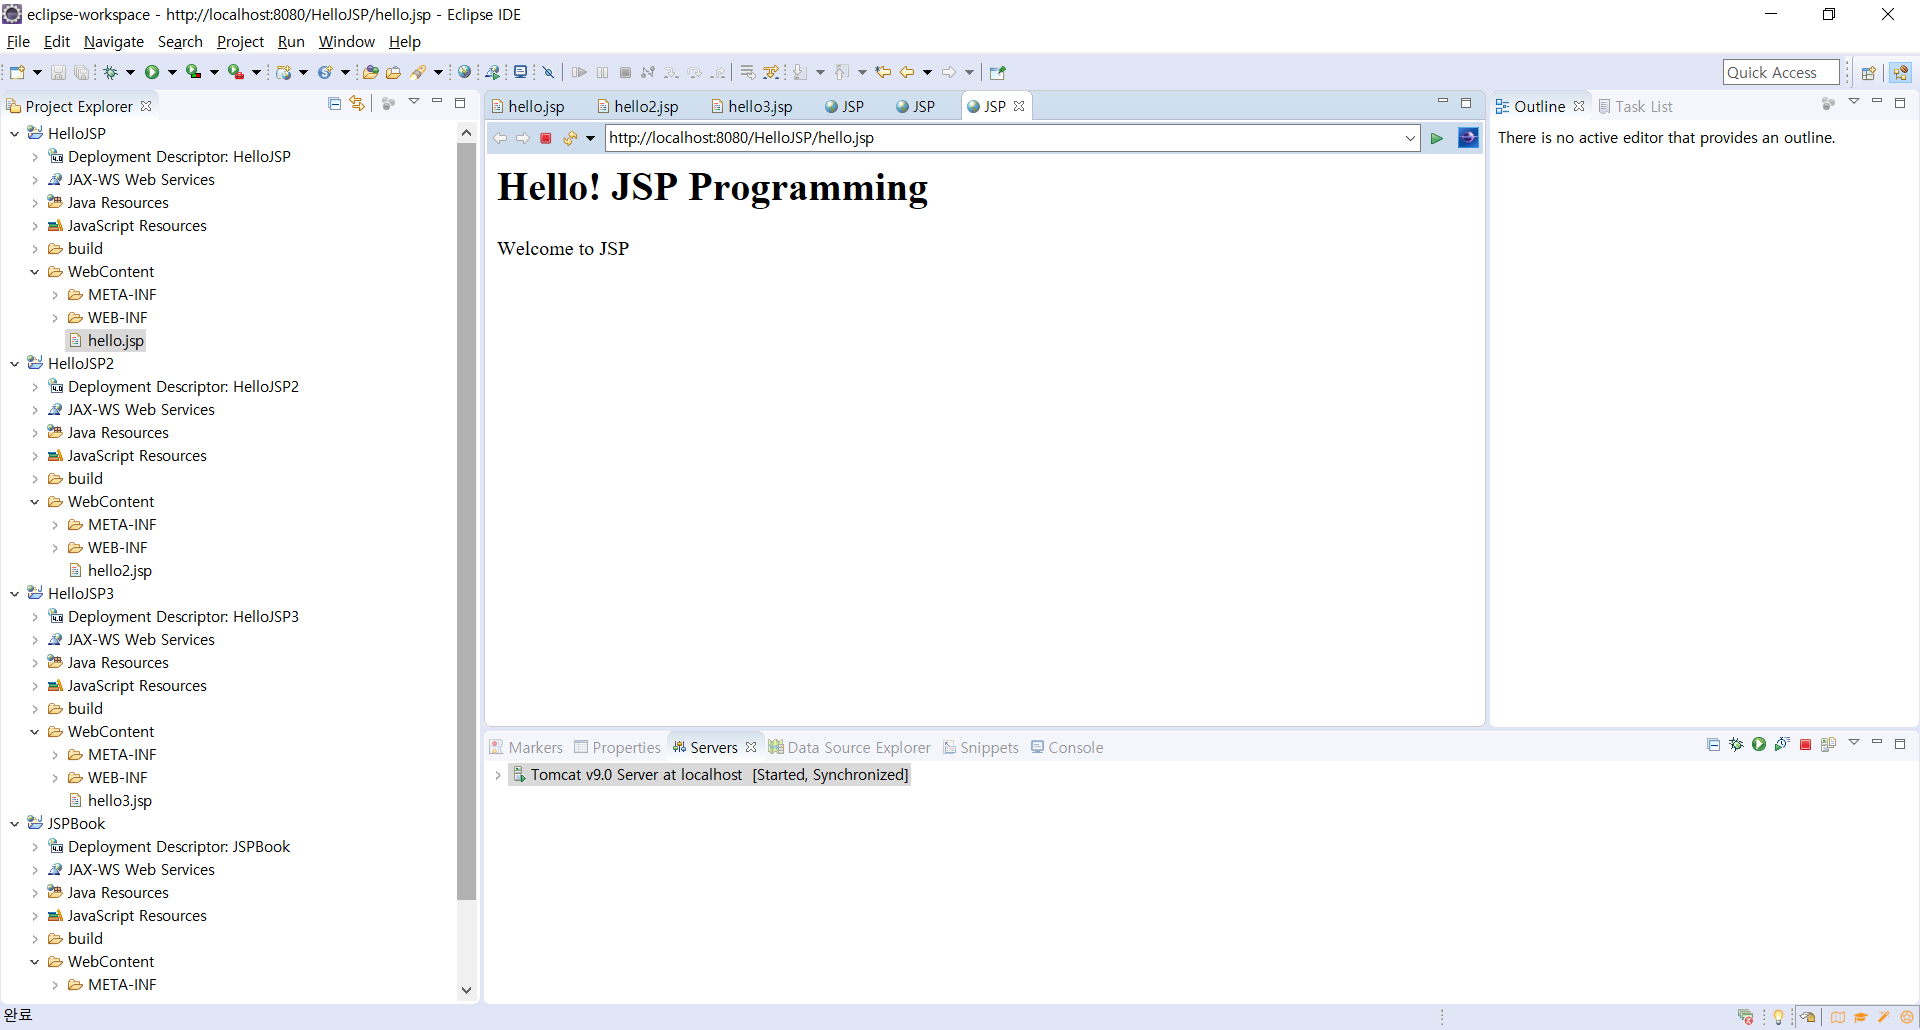 eclipse-workspace - http://localhost:8080/HelloJSP/hello.jsp - Eclipse IDE
File Edit Navigate Search Project Run Window Help
Quick Access
Project Explorer
HelloJSP
Deployment Descriptor: HelloJSP
JAX-WS Web Services
Java Resources
JavaScript Resources
build
WebContent
META-INF
WEB-INF
hello.jsp
HelloJSP2
Deployment Descriptor: HelloJSP2
JAX-WS Web Services
Java Resources
JavaScript Resources
build
WebContent
META-INF
WEB-INF
hello2.jsp
HelloJSP3
Deployment Descriptor: HelloJSP3
JAX-WS Web Services
Java Resources
JavaScript Resources
build
WebContent
META-INF
WEB-INF
hello3.jsp
JSPBook
Deployment Descriptor: JSPBook
JAX-WS Web Services
Java Resources
JavaScript Resources
build
WebContent
META-INF
hello.jsp hello2.jsp hello3.jsp JSP JSP JSP
http://localhost:8080/HelloJSP/hello.jsp
Hello! JSP Programming
Welcome to JSP
Outline Task List
There is no active editor that provides an outline.
Markers Properties Servers Data Source Explorer Snippets Console
Tomcat v9.0 Server at localhost [Started, Synchronized]
완료